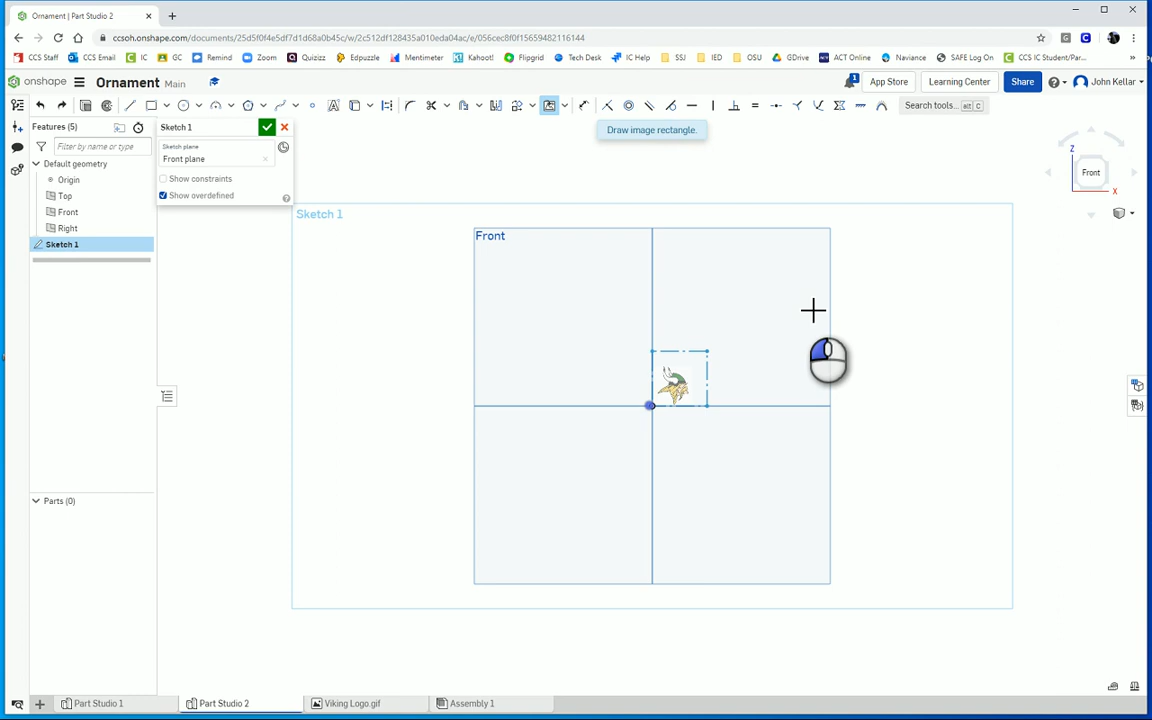 Ornament | Part Studio 2
ccsoh.onshape.com/documents/25d5f0f4e5df7d1d68a0b45c/w/2c512df128435a010eda04ac/e/056cec8f0f15659482116144
CCS Staff CCS Email IC GC Remind Zoom Quizizz Edpuzzle Mentimeter Kahoot! Flipgrid Tech Desk IC Help SSJ IED OSU GDrive ACT Online Naviance SAFE Log On CCS IC Student/Par... »
onshape Ornament Main 1 App Store Learning Center Share John Kellar
Search tools... alt C
Features (5) Sketch 1 Draw image rectangle.
Filter by name or type Sketch plane
Front plane
Default geometry
Origin Show constraints
Top Show overdefined
Front
Right
Sketch 1
Sketch 1
Front
Z
Front
X
Parts (0)
Part Studio 1 Part Studio 2 Viking Logo.gif Assembly 1